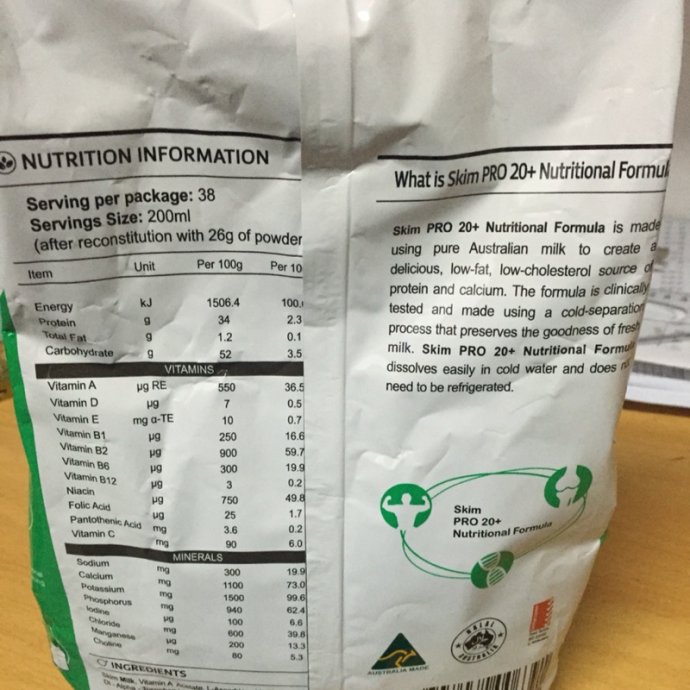 NUTRITION INFORMATION
Serving per package: 38
Servings Size: 200ml
(after reconstitution with 26g of powder
Item Unit Per 100g Per 10
Energy kJ 1506.4 100.
Protein g 34 2.3
Total Fat g 1.2 0.1
Carbohydrate g 52 3.5
VITAMINS
Vitamin A µg RE 550 36.5
Vitamin D µg 7 0.5
Vitamin E mg α-TE 10 0.7
Vitamin B1 µg 250 16.6
Vitamin B2 µg 900 59.7
Vitamin B6 µg 300 19.9
Vitamin B12 µg 3 0.2
Niacin µg 750 49.8
Folic Acid µg 25 1.7
Pantothenic Acid mg 3.6 0.2
Vitamin C mg 90 6.0
MINERALS
Sodium mg 300 19.9
Calcium mg 1100 73.0
Potassium mg 1500 99.6
Phosphorus mg 940 62.4
Iodine µg 100 6.6
Chloride mg 600 39.8
Manganese µg 200 13.3
Choline mg 80 5.3
INGREDIENTS
Skim Milk, Vitamin A
What is Skim PRO 20+ Nutritional Formul
Skim PRO 20+ Nutritional Formula is made
using pure Australian milk to create a
delicious, low-fat, low-cholesterol source of
protein and calcium. The formula is clinically
tested and made using a cold-separation
process that preserves the goodness of fresh
milk. Skim PRO 20+ Nutritional Formu
dissolves easily in cold water and does
need to be refrigerated.
Skim
PRO 20+
Nutritional Formula
AUSTRALIAN MADE
HALAL
AUSTRALIA